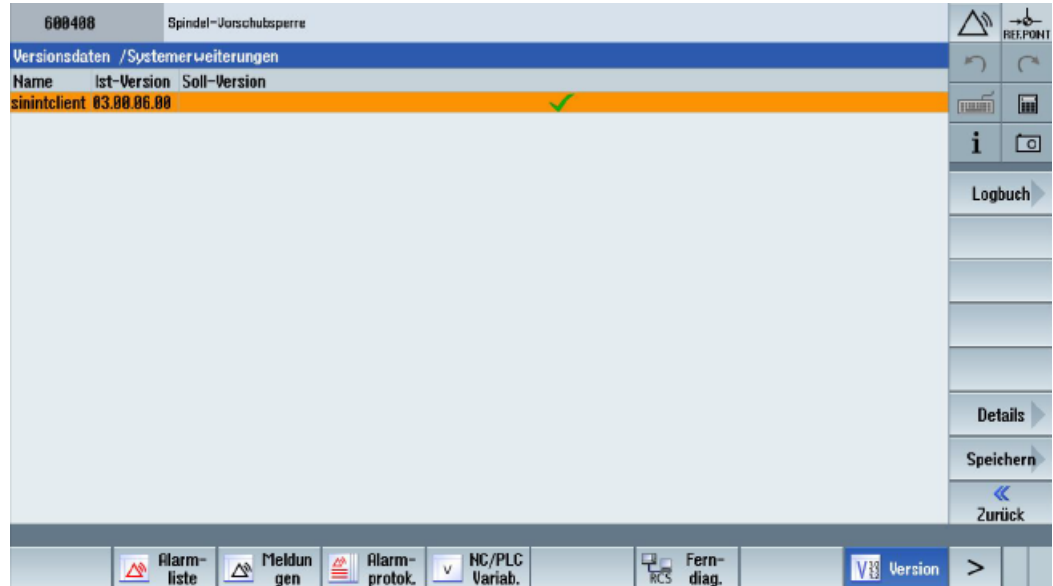 600408 Spindel-Vorschubsperre
REF.POINT
Versionsdaten /Systemerweiterungen
Name Ist-Version Soll-Version
sinintclient 03.00.06.00
i
Logbuch
Details
Speichern
Zurück
Alarm-
liste
Meldun
gen
Alarm-
protok.
V
NC/PLC
Variab.
RCS
Fern-
diag.
Version
>